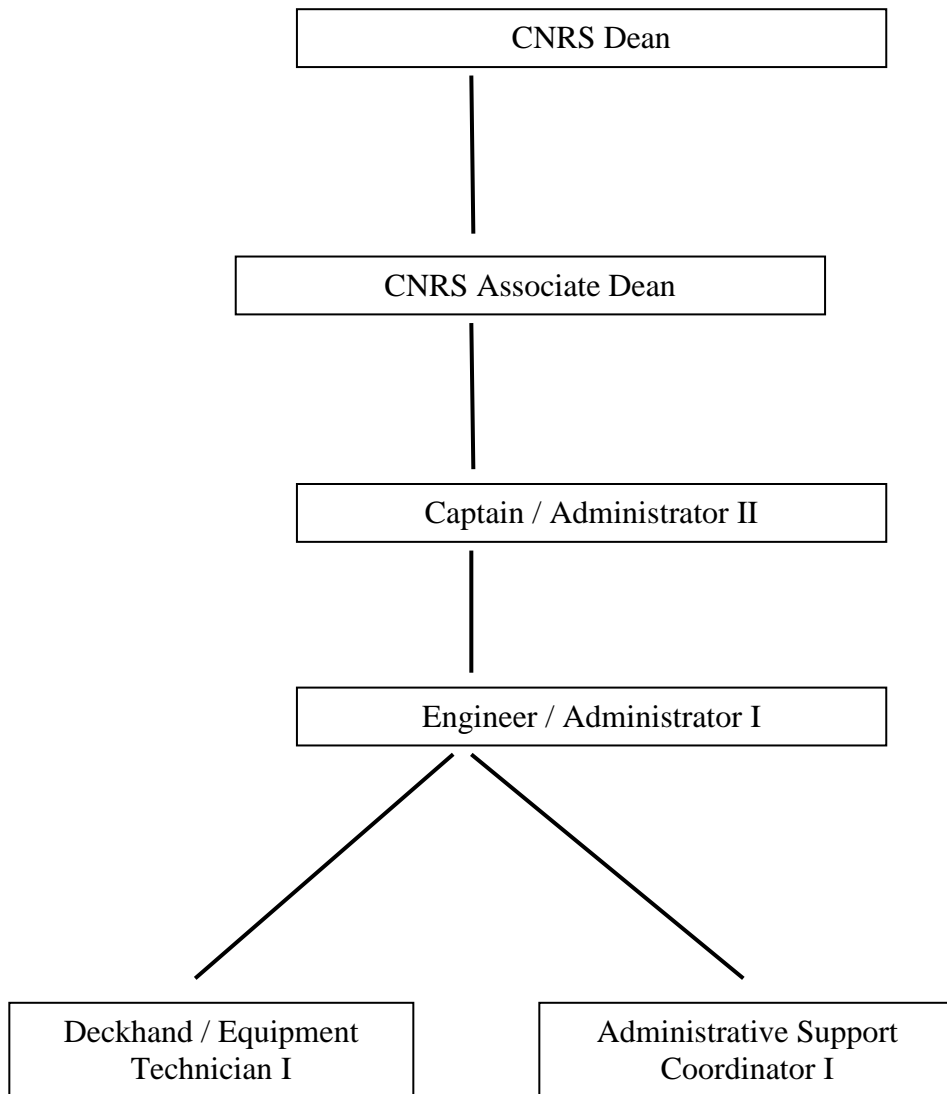 CNRS Dean
CNRS Associate Dean
Captain / Administrator II
Engineer / Administrator I
Deckhand / Equipment
Technician I
Administrative Support
Coordinator I